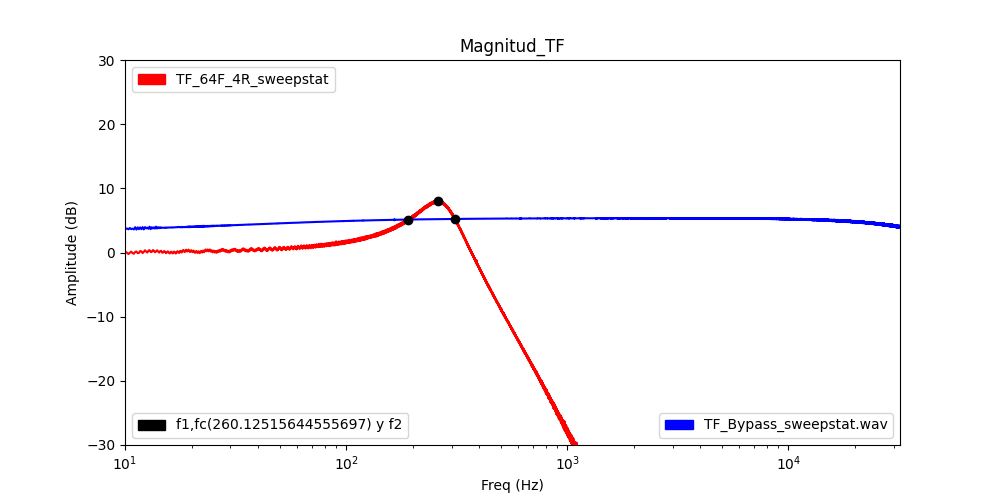 Magnitud_TF
30
TF_64F_4R_sweepstat
20
10
0
−10
−20
−30
Amplitude (dB)
f1,fc(260.12515644555697) y f2
TF_Bypass_sweepstat.wav
10¹ 10² 10³ 10⁴
Freq (Hz)